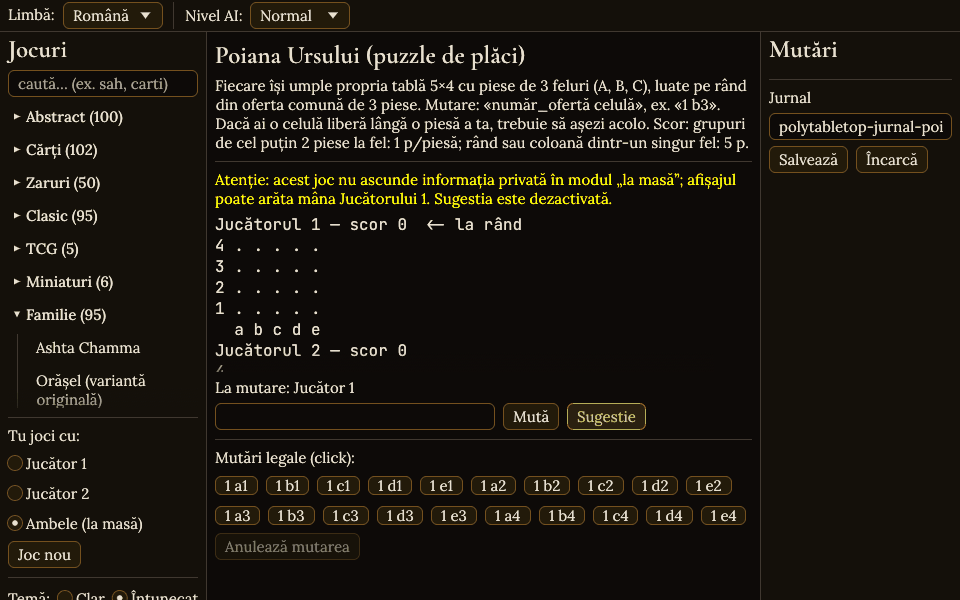 Limbă: Română ▼ Nivel AI: Normal ▼
Jocuri
caută... (ex. sah, carti)
▸ Abstract (100)
▸ Cărți (102)
▸ Zaruri (50)
▸ Clasic (95)
▸ TCG (5)
▸ Miniaturi (6)
▾ Familie (95)
Ashta Chamma
Orășel (variantă
originală)
Tu joci cu:
Jucător 1
Jucător 2
Ambele (la masă)
Joc nou
Temă: Clar Întunecat
Poiana Ursului (puzzle de plăci)
Fiecare își umple propria tablă 5×4 cu piese de 3 feluri (A, B, C), luate pe rând
din oferta comună de 3 piese. Mutare: «număr_ofertă celulă», ex. «1 b3».
Dacă ai o celulă liberă lângă o piesă a ta, trebuie să așezi acolo. Scor: grupuri
de cel puțin 2 piese la fel: 1 p/piesă; rând sau coloană dintr-un singur fel: 5 p.
Atenție: acest joc nu ascunde informația privată în modul „la masă”; afișajul
poate arăta mâna Jucătorului 1. Sugestia este dezactivată.
Jucătorul 1 — scor 0 ← la rând
4 . . . . .
3 . . . . .
2 . . . . .
1 . . . . .
a b c d e
Jucătorul 2 — scor 0
La mutare: Jucător 1
Mută Sugestie
Mutări legale (click):
1 a1 1 b1 1 c1 1 d1 1 e1 1 a2 1 b2 1 c2 1 d2 1 e2
1 a3 1 b3 1 c3 1 d3 1 e3 1 a4 1 b4 1 c4 1 d4 1 e4
Anulează mutarea
Mutări
Jurnal
polytabletop-jurnal-poi
Salvează Încarcă